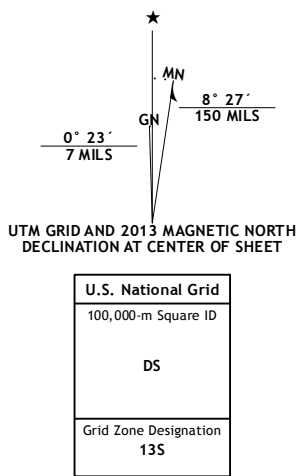 ★
MN
GN
8° 27´
150 MILS
0° 23´
7 MILS
UTM GRID AND 2013 MAGNETIC NORTH
DECLINATION AT CENTER OF SHEET
U.S. National Grid
100,000-m Square ID
DS
Grid Zone Designation
13S